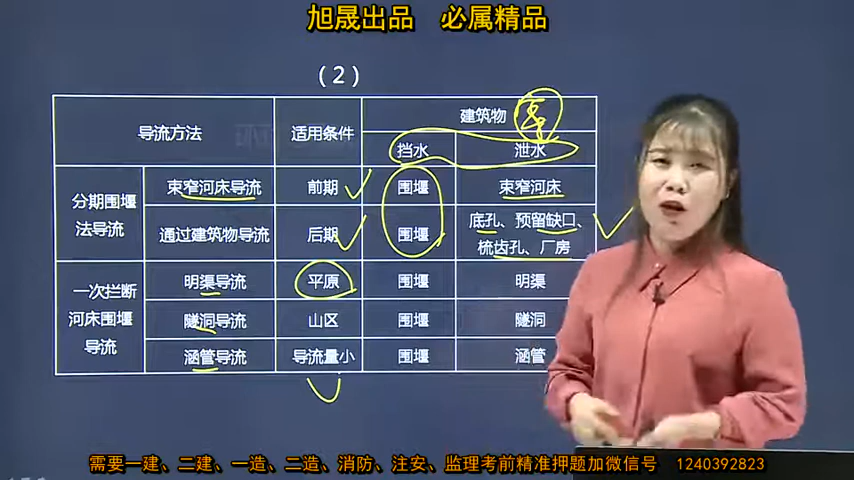 旭晟出品 必属精品
(2)
导流方法 适用条件 建筑物
挡水 泄水
分期围堰法导流 束窄河床导流 前期 围堰 束窄河床
通过建筑物导流 后期 围堰 底孔、预留缺口、梳齿孔、厂房
一次拦断河床围堰导流 明渠导流 平原 围堰 明渠
隧洞导流 山区 围堰 隧洞
涵管导流 导流量小 围堰 涵管
需要一建、二建、一造、二造、消防、注安、监理考前精准押题加微信号 1240392823